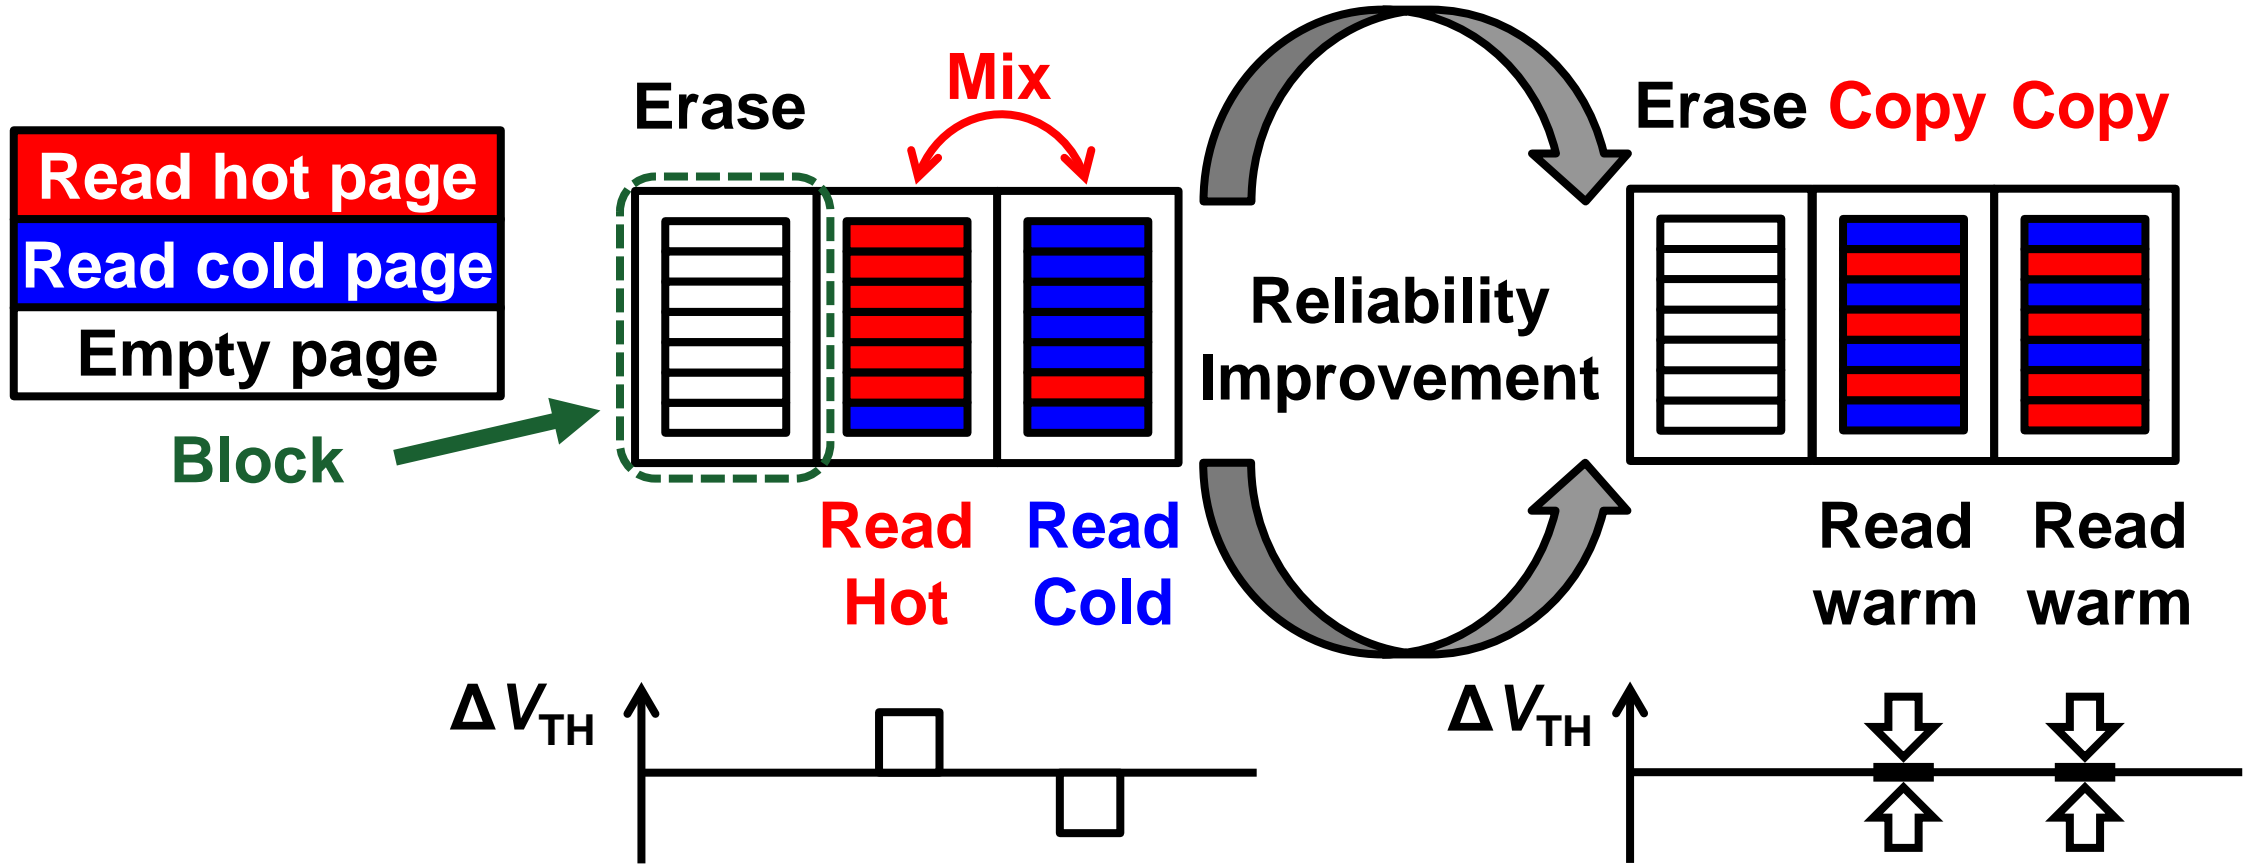 Read hot page
Read cold page
Empty page
Block
Erase
Mix
Read
Hot
Read
Cold
Reliability
Improvement
Erase Copy Copy
Read
warm
Read
warm
ΔVTH
ΔVTH